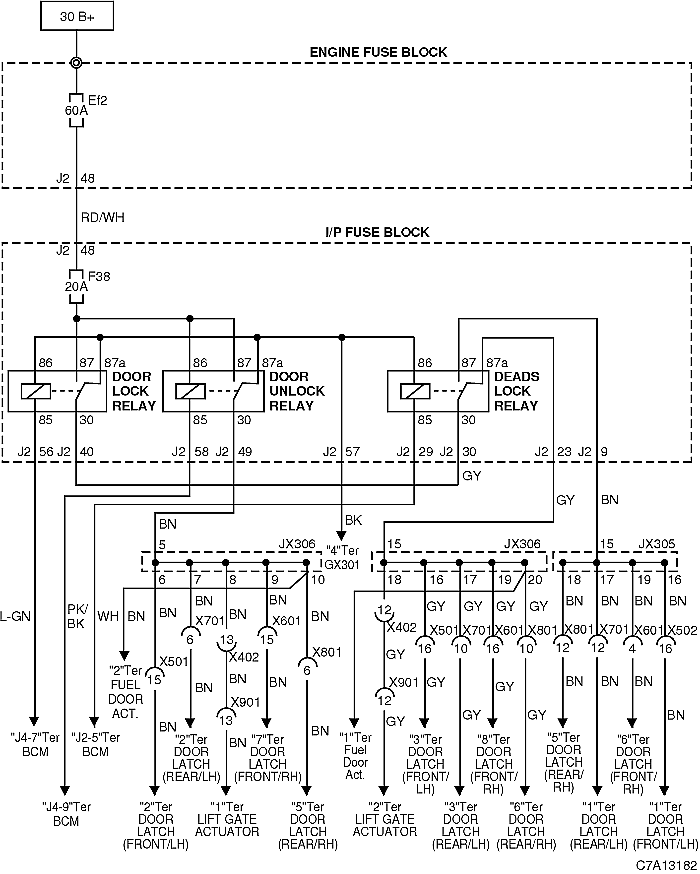 30 B+
ENGINE FUSE BLOCK
Ef2
60A
J2 48
RD/WH
I/P FUSE BLOCK
J2 48
F38
20A
86 87 87a 86 87 87a 86 87 87a
DOOR LOCK RELAY
DOOR UNLOCK RELAY
DEADS LOCK RELAY
85 30 85 30 85 30
J2 56 J2 40 J2 58 J2 49 J2 57 J2 29 J2 30 J2 23 J2 9
GY
GY BN
BN BK
5 JX306 "4"Ter 15 JX306 15 JX305
GX301
6 7 8 9 10 18 16 17 19 20 18 17 19 16
L-GN PK/BK WH BN BN BN BN BN BN GY GY GY GY BN BN BN BN
12
X402
X701 X601
6 13 15
X402
X501 X701 X601 X801 X801 X701 X601 X502
16 10 16 10 12 12 4 16
X501 X801
15 6
"2"Ter
FUEL
DOOR
ACT.
GY
BN BN BN
X901
12
X901
13
GY GY GY GY GY BN BN BN BN
BN BN BN
"J4-7"Ter
BCM
"J2-5"Ter
BCM
"2"Ter
DOOR
LATCH
(REAR/LH)
"7"Ter
DOOR
LATCH
(FRONT/RH)
"1"Ter
Fuel
Door
Act.
"3"Ter
DOOR
LATCH
(FRONT/
LH)
"8"Ter
DOOR
LATCH
(FRONT/
RH)
"5"Ter
DOOR
LATCH
(REAR/
RH)
"6"Ter
DOOR
LATCH
(FRONT/
RH)
"J4-9"Ter
BCM
"2"Ter
DOOR
LATCH
(FRONT/LH)
"1"Ter
LIFT GATE
ACTUATOR
"5"Ter
DOOR
LATCH
(REAR/RH)
"2"Ter
LIFT GATE
ACTUATOR
"3"Ter
DOOR
LATCH
(REAR/LH)
"6"Ter
DOOR
LATCH
(REAR/RH)
"1"Ter
DOOR
LATCH
(REAR/LH)
"1"Ter
DOOR
LATCH
(FRONT/LH)
C7A13182